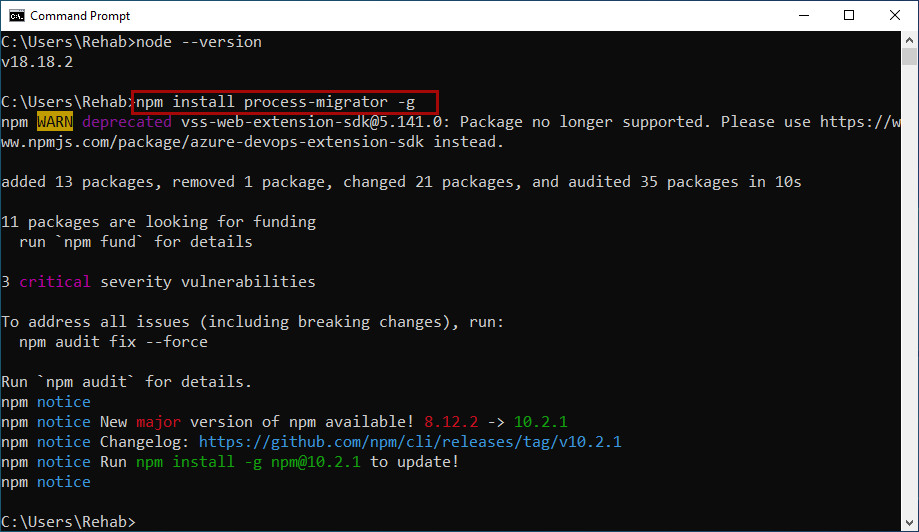 Command Prompt
C:\Users\Rehab>node --version
v18.18.2
C:\Users\Rehab>npm install process-migrator -g
npm WARN deprecated vss-web-extension-sdk@5.141.0: Package no longer supported. Please use https://w
ww.npmjs.com/package/azure-devops-extension-sdk instead.
added 13 packages, removed 1 package, changed 21 packages, and audited 35 packages in 10s
11 packages are looking for funding
  run `npm fund` for details
3 critical severity vulnerabilities
To address all issues (including breaking changes), run:
  npm audit fix --force
Run `npm audit` for details.
npm notice
npm notice New major version of npm available! 8.12.2 -> 10.2.1
npm notice Changelog: https://github.com/npm/cli/releases/tag/v10.2.1
npm notice Run npm install -g npm@10.2.1 to update!
npm notice
C:\Users\Rehab>